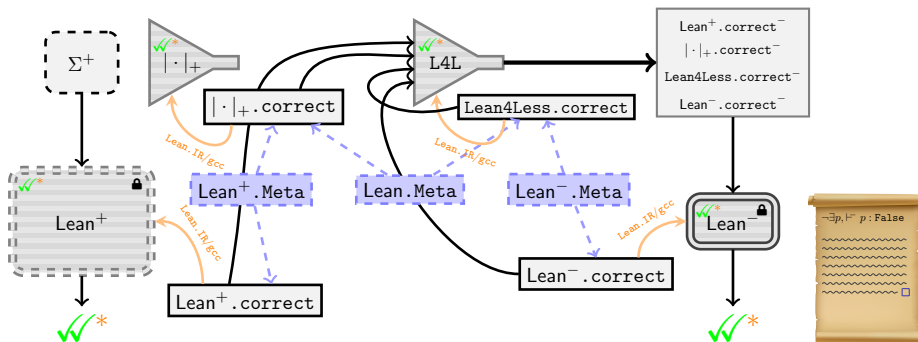 Σ⁺
✓✓*
|·|₊
✓✓*
L4L
Lean⁺.correct⁻
|·|₊.correct⁻
Lean4Less.correct⁻
Lean⁻.correct⁻
|·|₊.correct
Lean4Less.correct
Lean.IR/gcc
Lean.IR/gcc
✓✓*
Lean⁺
Lean⁺.Meta
Lean.Meta
Lean⁻.Meta
✓✓*
Lean⁻
¬∃p,⊢⁻ p : False
Lean.IR/gcc
Lean.IR/gcc
Lean⁺.correct
Lean⁻.correct
✓✓*
✓✓*